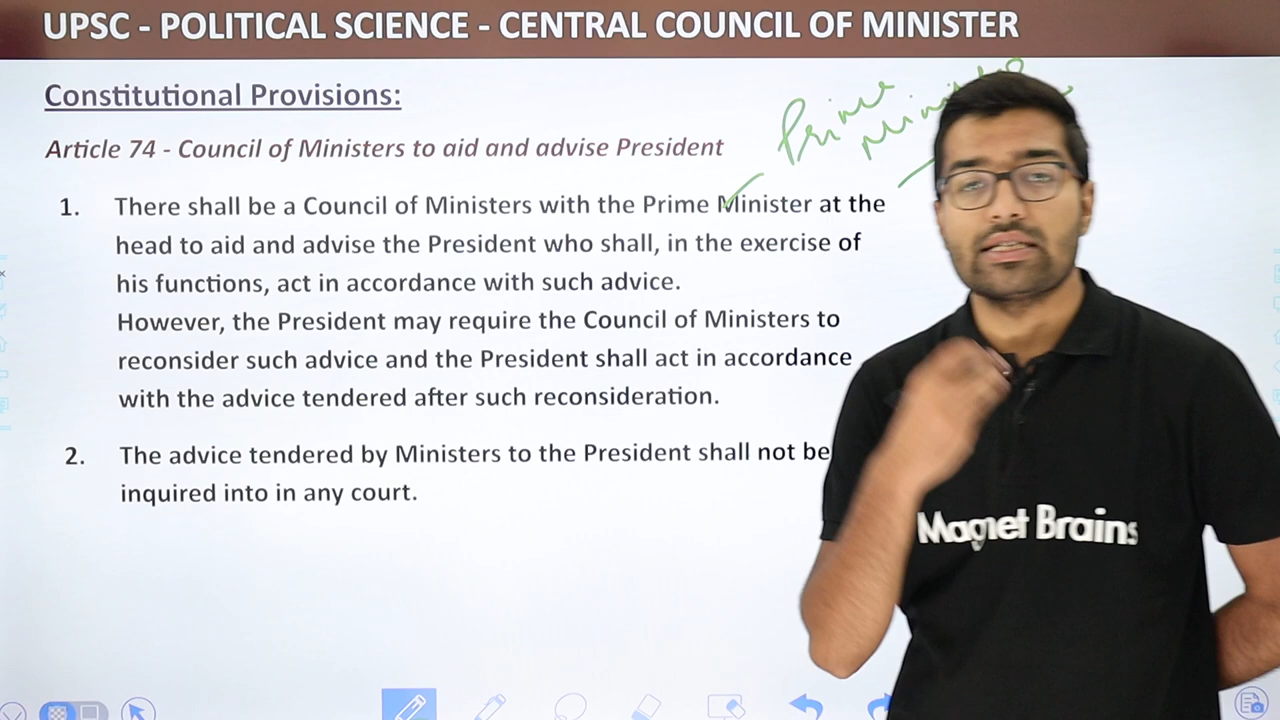 UPSC - POLITICAL SCIENCE - CENTRAL COUNCIL OF MINISTER
Constitutional Provisions:
Prime
Minister
Article 74 - Council of Ministers to aid and advise President
1. There shall be a Council of Ministers with the Prime Minister at the
head to aid and advise the President who shall, in the exercise of
his functions, act in accordance with such advice.
However, the President may require the Council of Ministers to
reconsider such advice and the President shall act in accordance
with the advice tendered after such reconsideration.
2. The advice tendered by Ministers to the President shall not be
inquired into in any court.
Magnet Brains